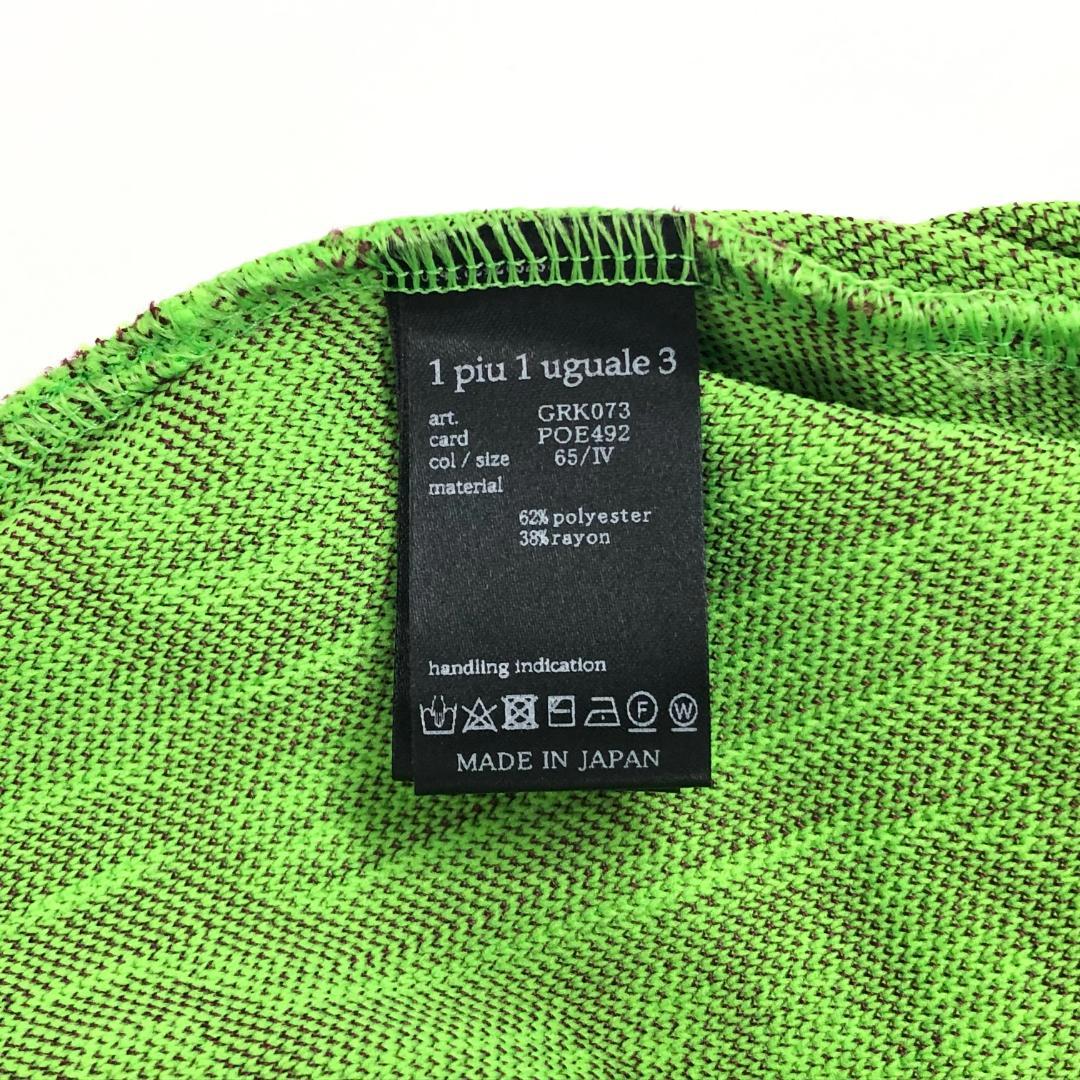 1 piu 1 uguale 3
art. GRK073
card POE492
col / size 65/IV
material
62% polyester
38% rayon
handling indication
F W
MADE IN JAPAN